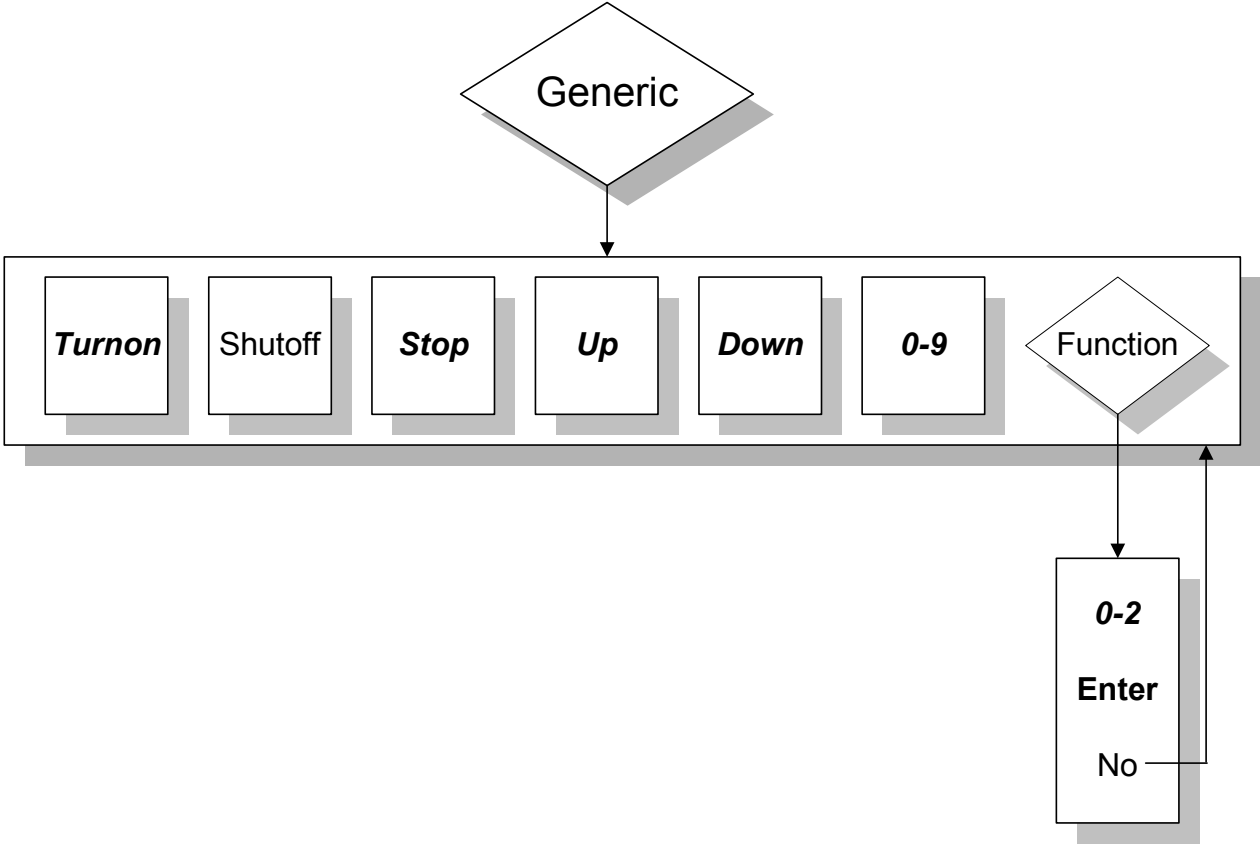 Generic
Turnon
Shutoff
Stop
Up
Down
0-9
Function
0-2
Enter
No